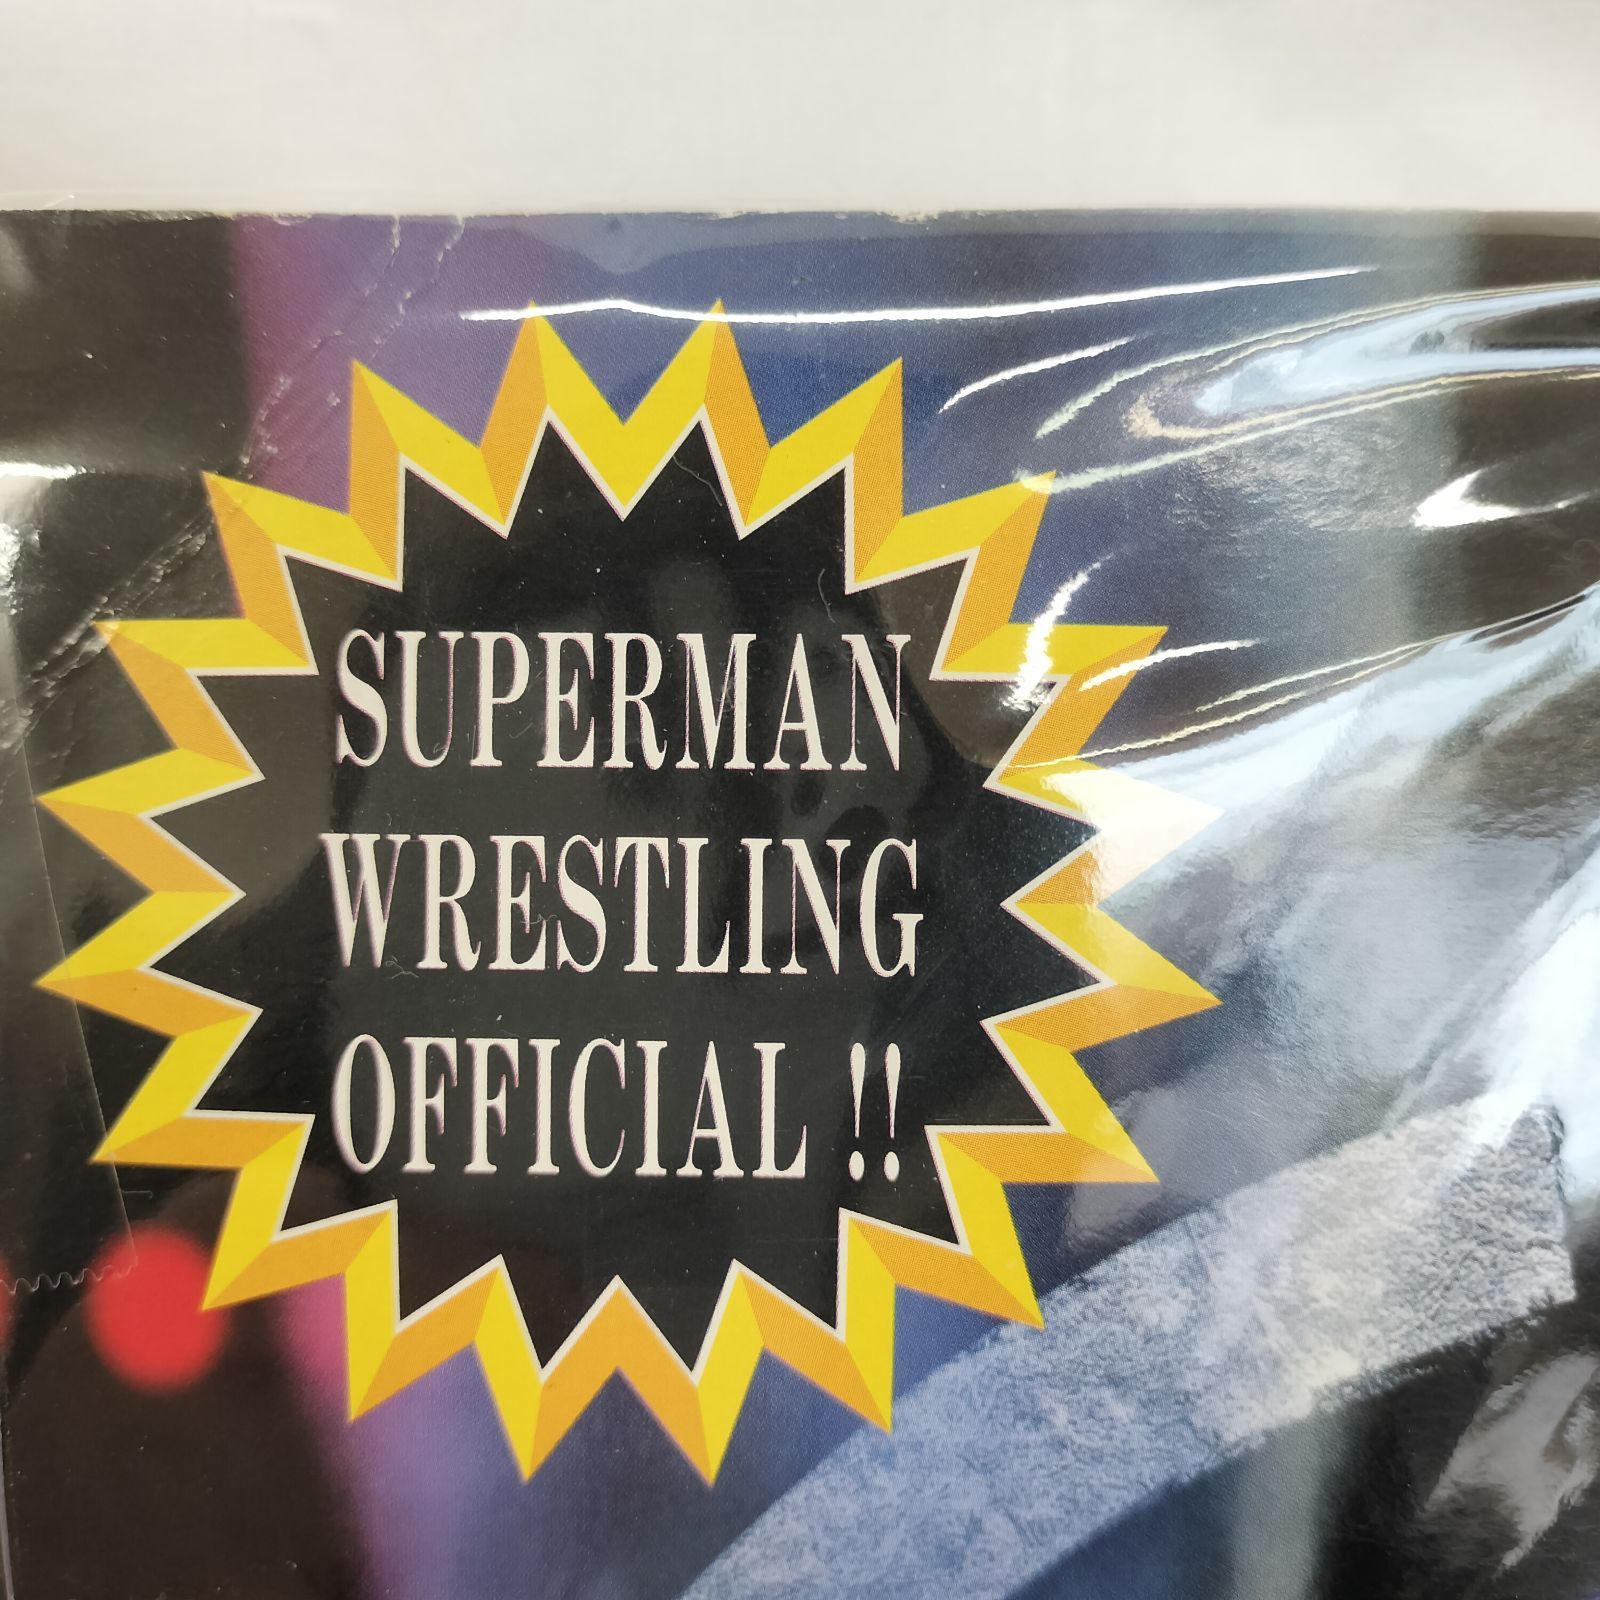 SUPERMAN
WRESTLING
OFFICIAL !!